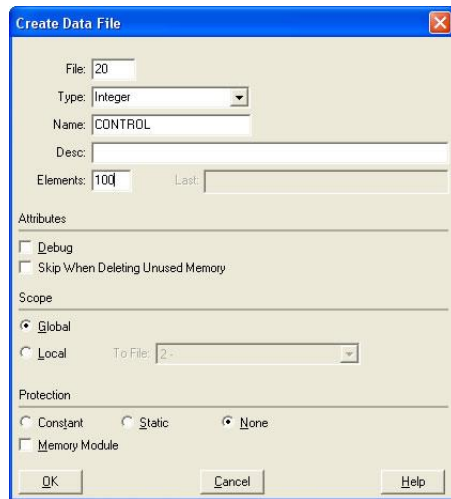 Create Data File
File: 20
Type: Integer
Name: CONTROL
Desc:
Elements: 100 Last:
Attributes
Debug
Skip When Deleting Unused Memory
Scope
Global
Local To File: 2 -
Protection
Constant Static None
Memory Module
OK Cancel Help